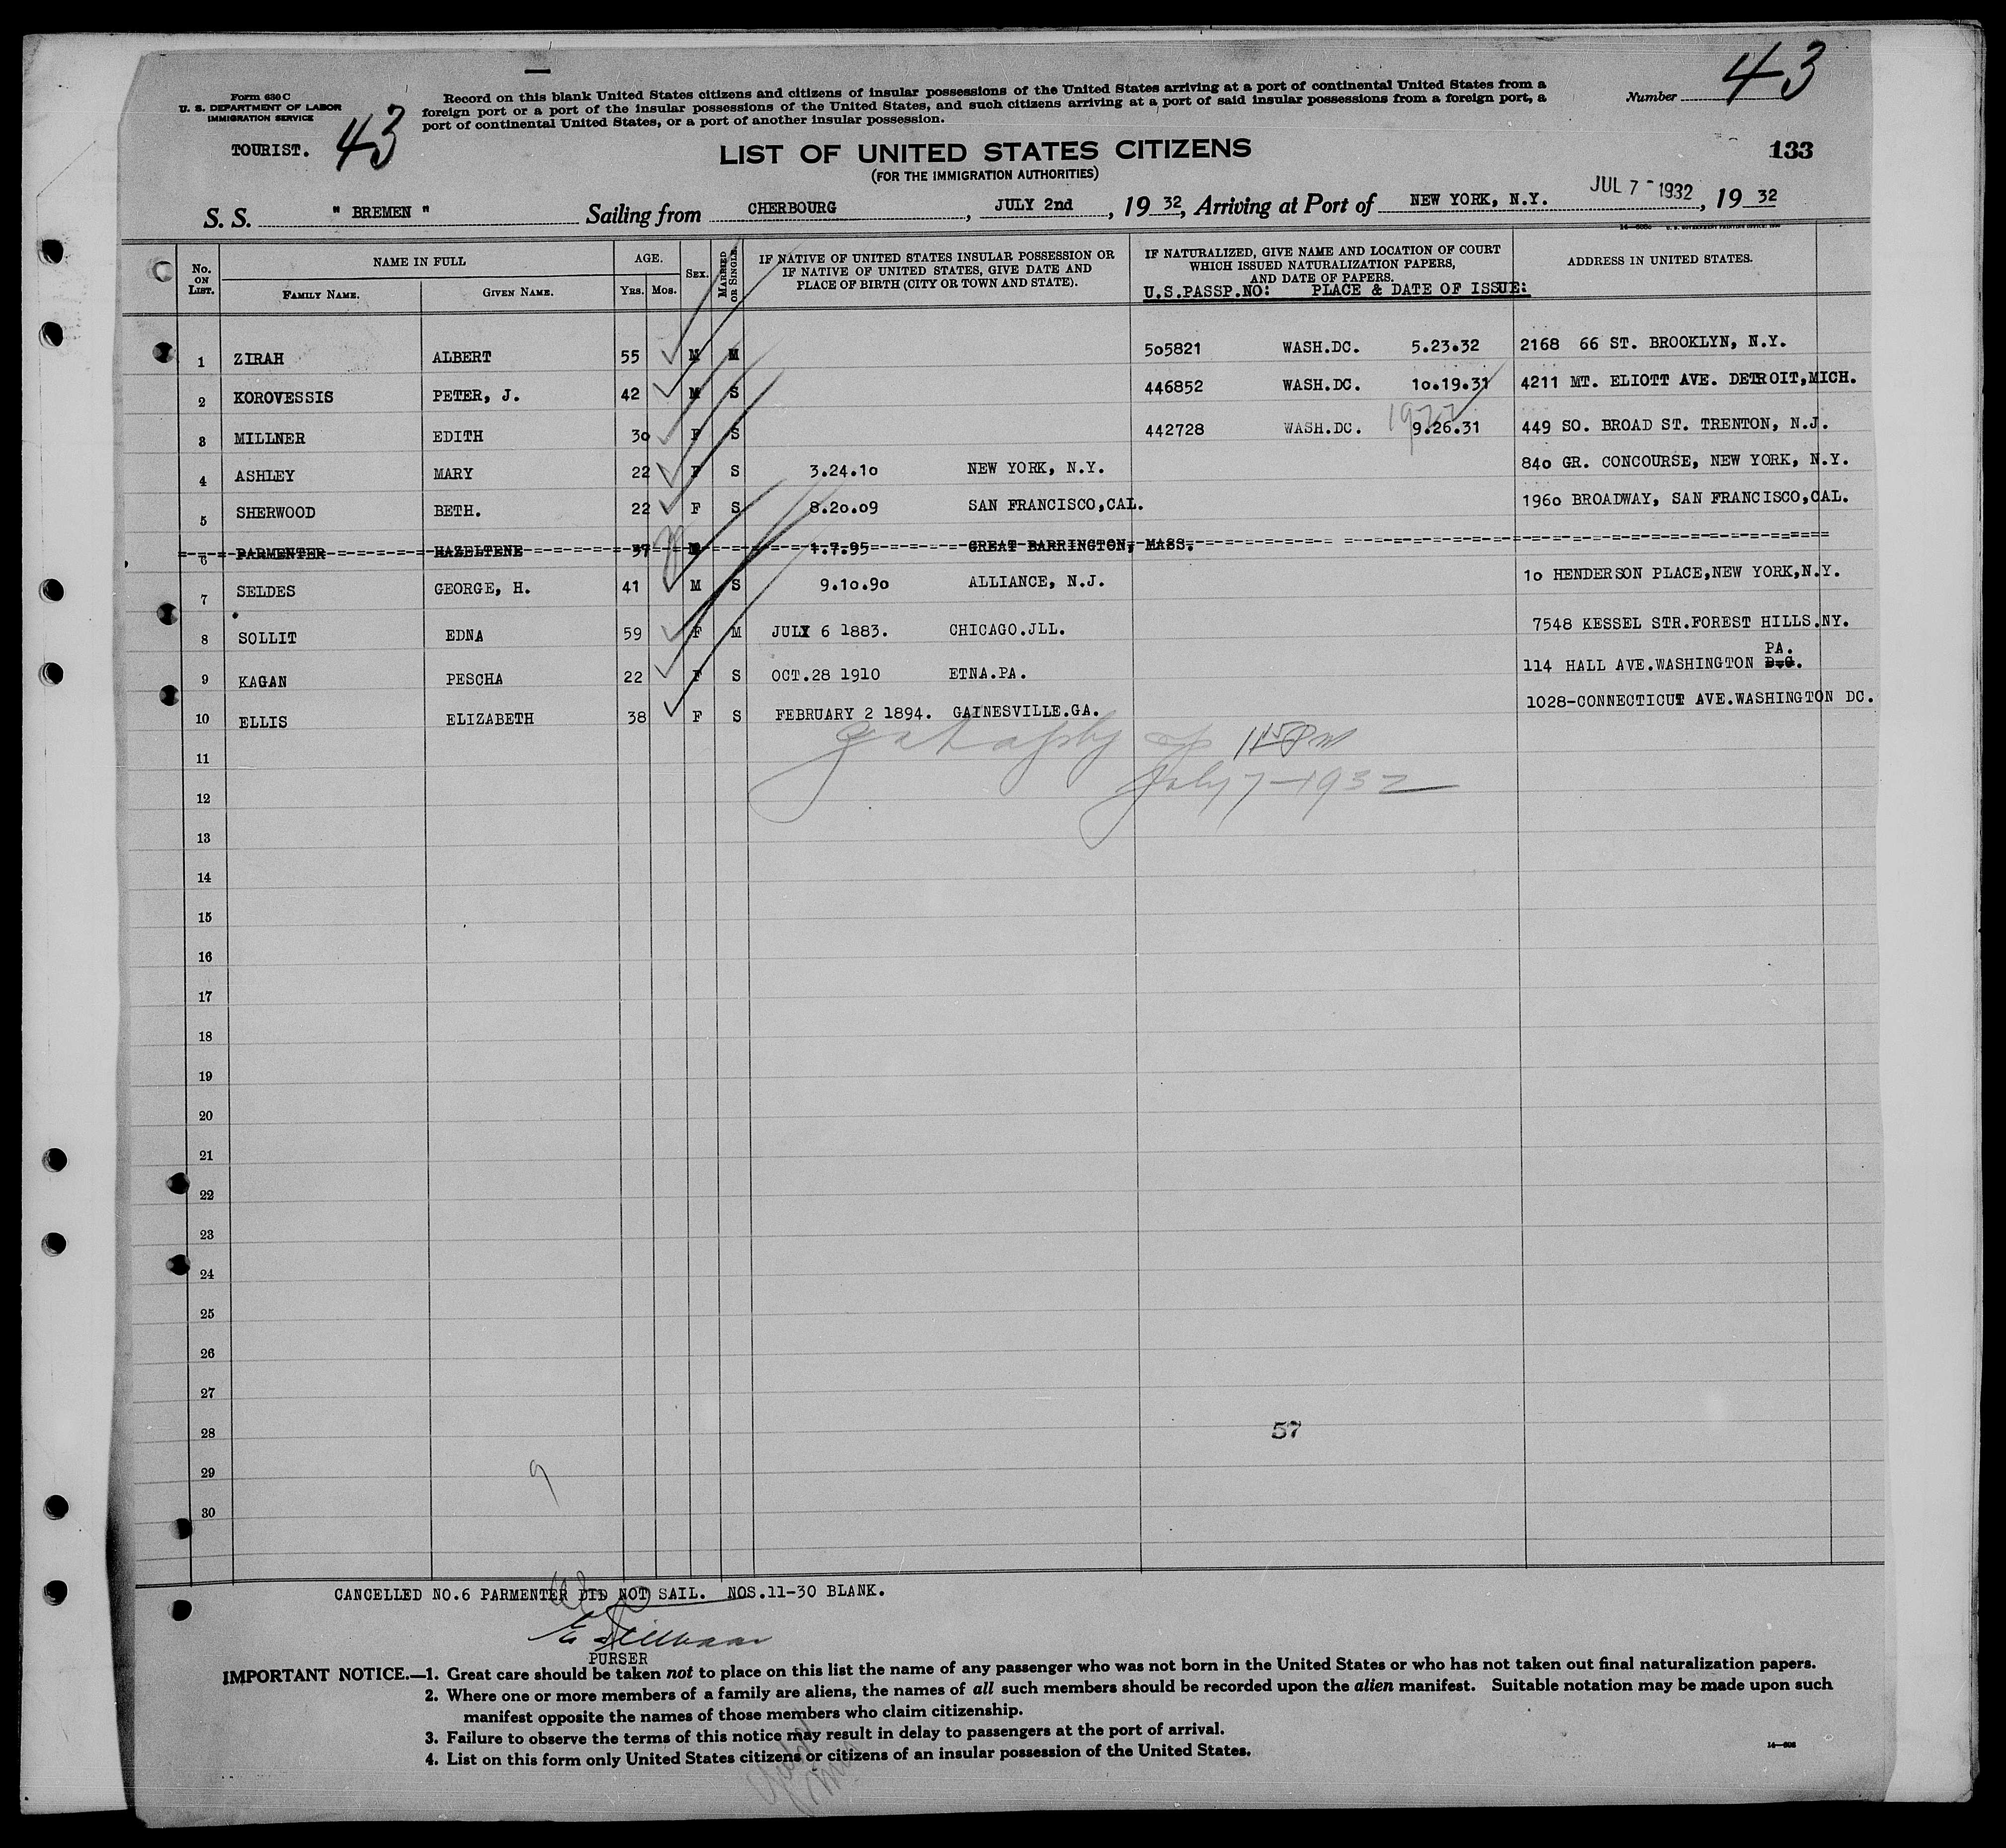 Form 630 C
U. S. DEPARTMENT OF LABOR
IMMIGRATION SERVICE
TOURIST. 43
Record on this blank United States citizens and citizens of insular possessions of the United States arriving at a port of continental United States from a
foreign port or a port of the insular possessions of the United States, and such citizens arriving at a port of said insular possessions from a foreign port, a
port of continental United States, or a port of another insular possession.
Number 43
133
LIST OF UNITED STATES CITIZENS
(FOR THE IMMIGRATION AUTHORITIES)
S. S. " BREMEN " Sailing from CHERBOURG, JULY 2nd, 19 32, Arriving at Port of NEW YORK, N.Y. JUL 7 - 1932, 19 32
No. ON LIST. NAME IN FULL FAMILY NAME. GIVEN NAME. AGE. YRS. MOS. SEX. MARRIED OR SINGLE. IF NATIVE OF UNITED STATES INSULAR POSSESSION OR IF NATIVE OF UNITED STATES, GIVE DATE AND PLACE OF BIRTH (CITY OR TOWN AND STATE). IF NATURALIZED, GIVE NAME AND LOCATION OF COURT WHICH ISSUED NATURALIZATION PAPERS, AND DATE OF PAPERS. U.S.PASSP.NO: PLACE & DATE OF ISSUE: ADDRESS IN UNITED STATES.
1 ZIRAH ALBERT 55 M M 505821 WASH.DC. 5.23.32 2168 66 ST. BROOKLYN, N.Y.
2 KOROVESSIS PETER, J. 42 M S 446852 WASH.DC. 10.19.31 4211 MT. ELIOTT AVE. DETROIT,MICH.
3 MILLNER EDITH 30 F S 442728 WASH.DC. 9.26.31 449 SO. BROAD ST. TRENTON, N.J.
4 ASHLEY MARY 22 F S 3.24.10 NEW YORK, N.Y. 840 GR. CONCOURSE, NEW YORK, N.Y.
5 SHERWOOD BETH. 22 F S 8.20.09 SAN FRANCISCO,CAL. 1960 BROADWAY, SAN FRANCISCO,CAL.
6 PARMENTER HAZELTENE 37 1.7.95 GREAT BARRINGTON, MASS.
7 SELDES GEORGE, H. 41 M S 9.10.90 ALLIANCE, N.J. 10 HENDERSON PLACE,NEW YORK,N.Y.
8 SOLLIT EDNA 59 F M JULY 6 1883. CHICAGO.JLL. 7548 KESSEL STR.FOREST HILLS.NY.
9 KAGAN PESCHA 22 F S OCT.28 1910 ETNA.PA. 114 HALL AVE.WASHINGTON D.C. PA.
10 ELLIS ELIZABETH 38 F S FEBRUARY 2 1894. GAINESVILLE.GA. 1028-CONNECTICUT AVE.WASHINGTON DC.
11
July 7-1932
12
13
14
15
16
17
18
19
20
21
22
23
24
25
26
27
28 57
29 9
30
CANCELLED NO.6 PARMENTER DID NOT SAIL. NOS.11-30 BLANK.
PURSER
IMPORTANT NOTICE.—1. Great care should be taken not to place on this list the name of any passenger who was not born in the United States or who has not taken out final naturalization papers.
2. Where one or more members of a family are aliens, the names of all such members should be recorded upon the alien manifest. Suitable notation may be made upon such
manifest opposite the names of those members who claim citizenship.
3. Failure to observe the terms of this notice may result in delay to passengers at the port of arrival.
4. List on this form only United States citizens or citizens of an insular possession of the United States.